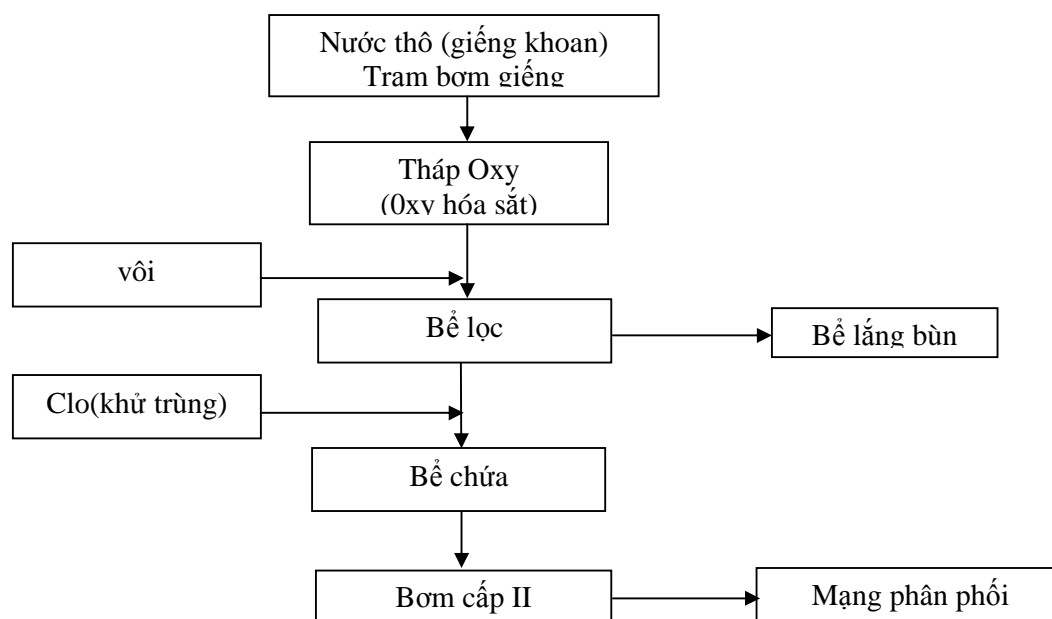 Nước thô (giếng khoan)
Trạm bơm giếng
Tháp Oxy
(0xy hóa sắt)
vôi
Bể lọc
Bể lắng bùn
Clo(khử trùng)
Bể chứa
Bơm cấp II
Mạng phân phối